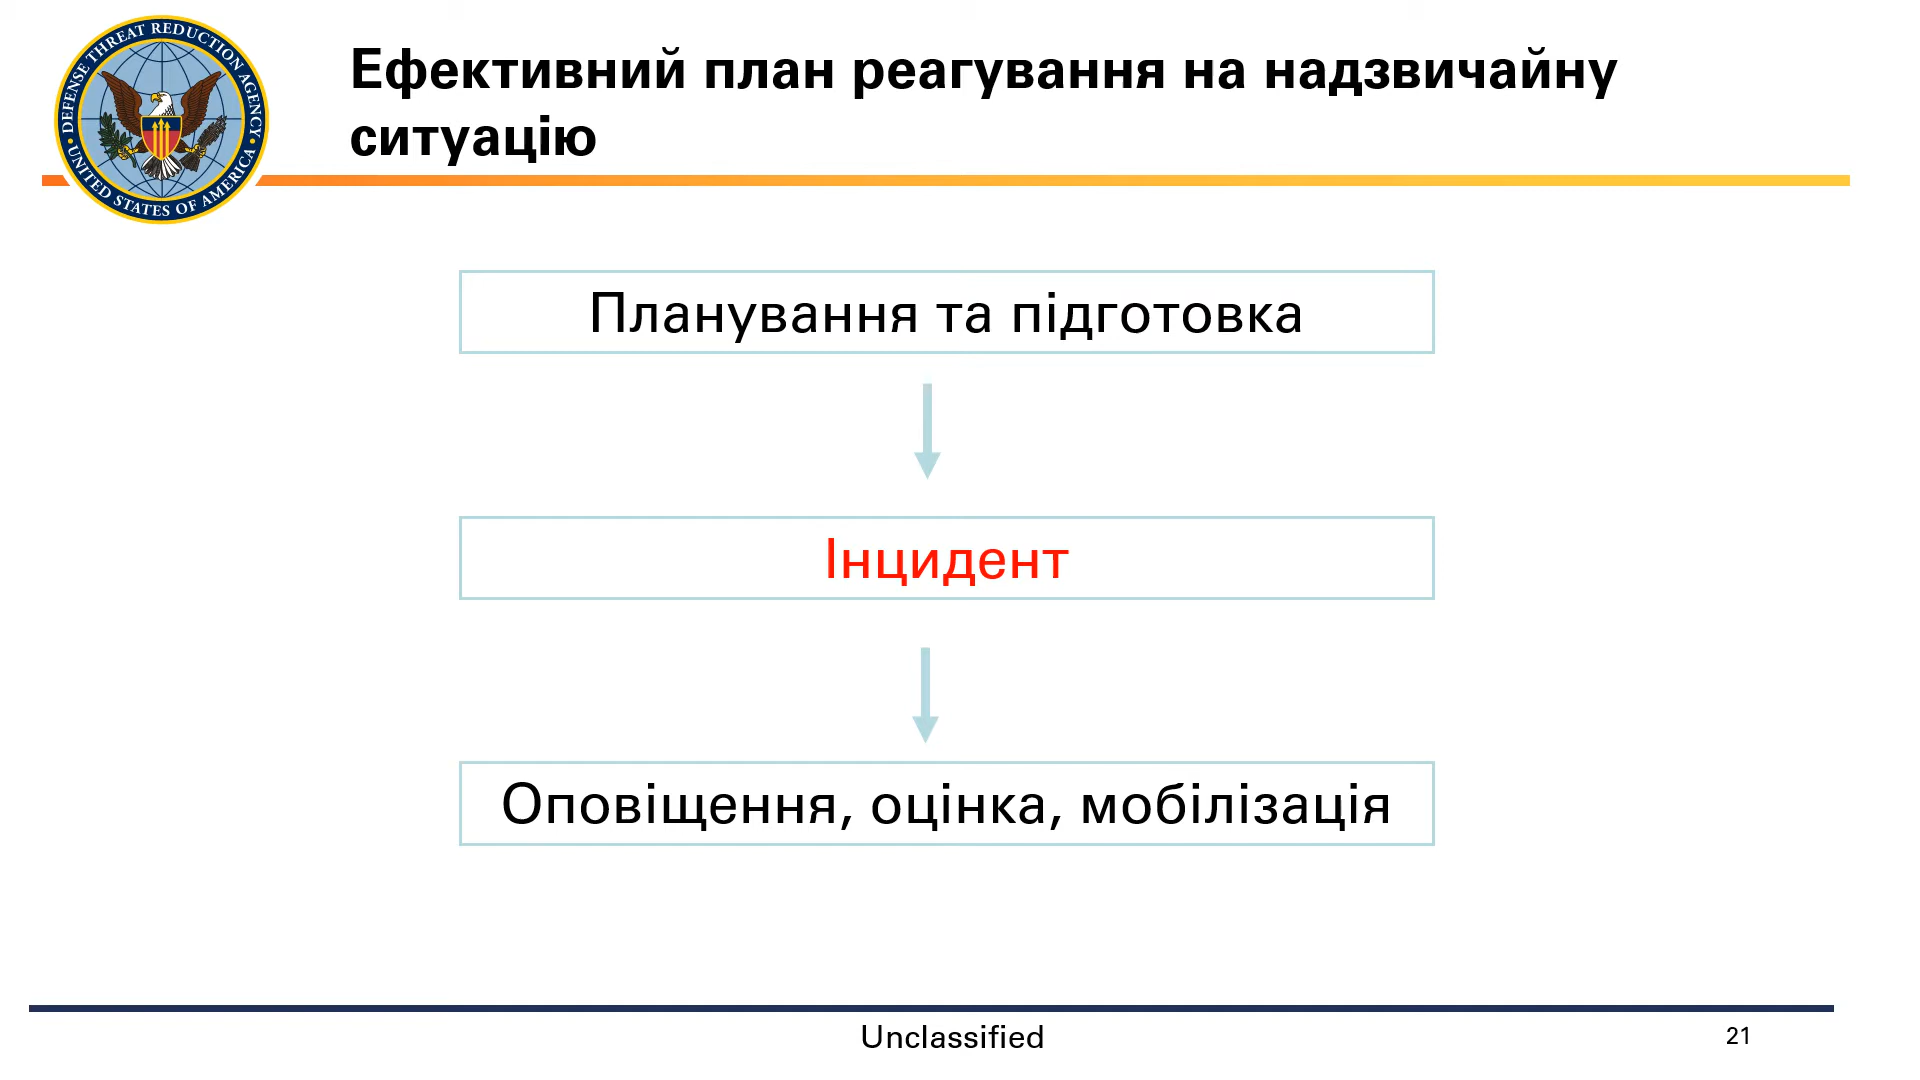 DEFENSE THREAT REDUCTION AGENCY
UNITED STATES OF AMERICA
Ефективний план реагування на надзвичайну
ситуацію
Планування та підготовка
Інцидент
Оповіщення, оцінка, мобілізація
Unclassified
21